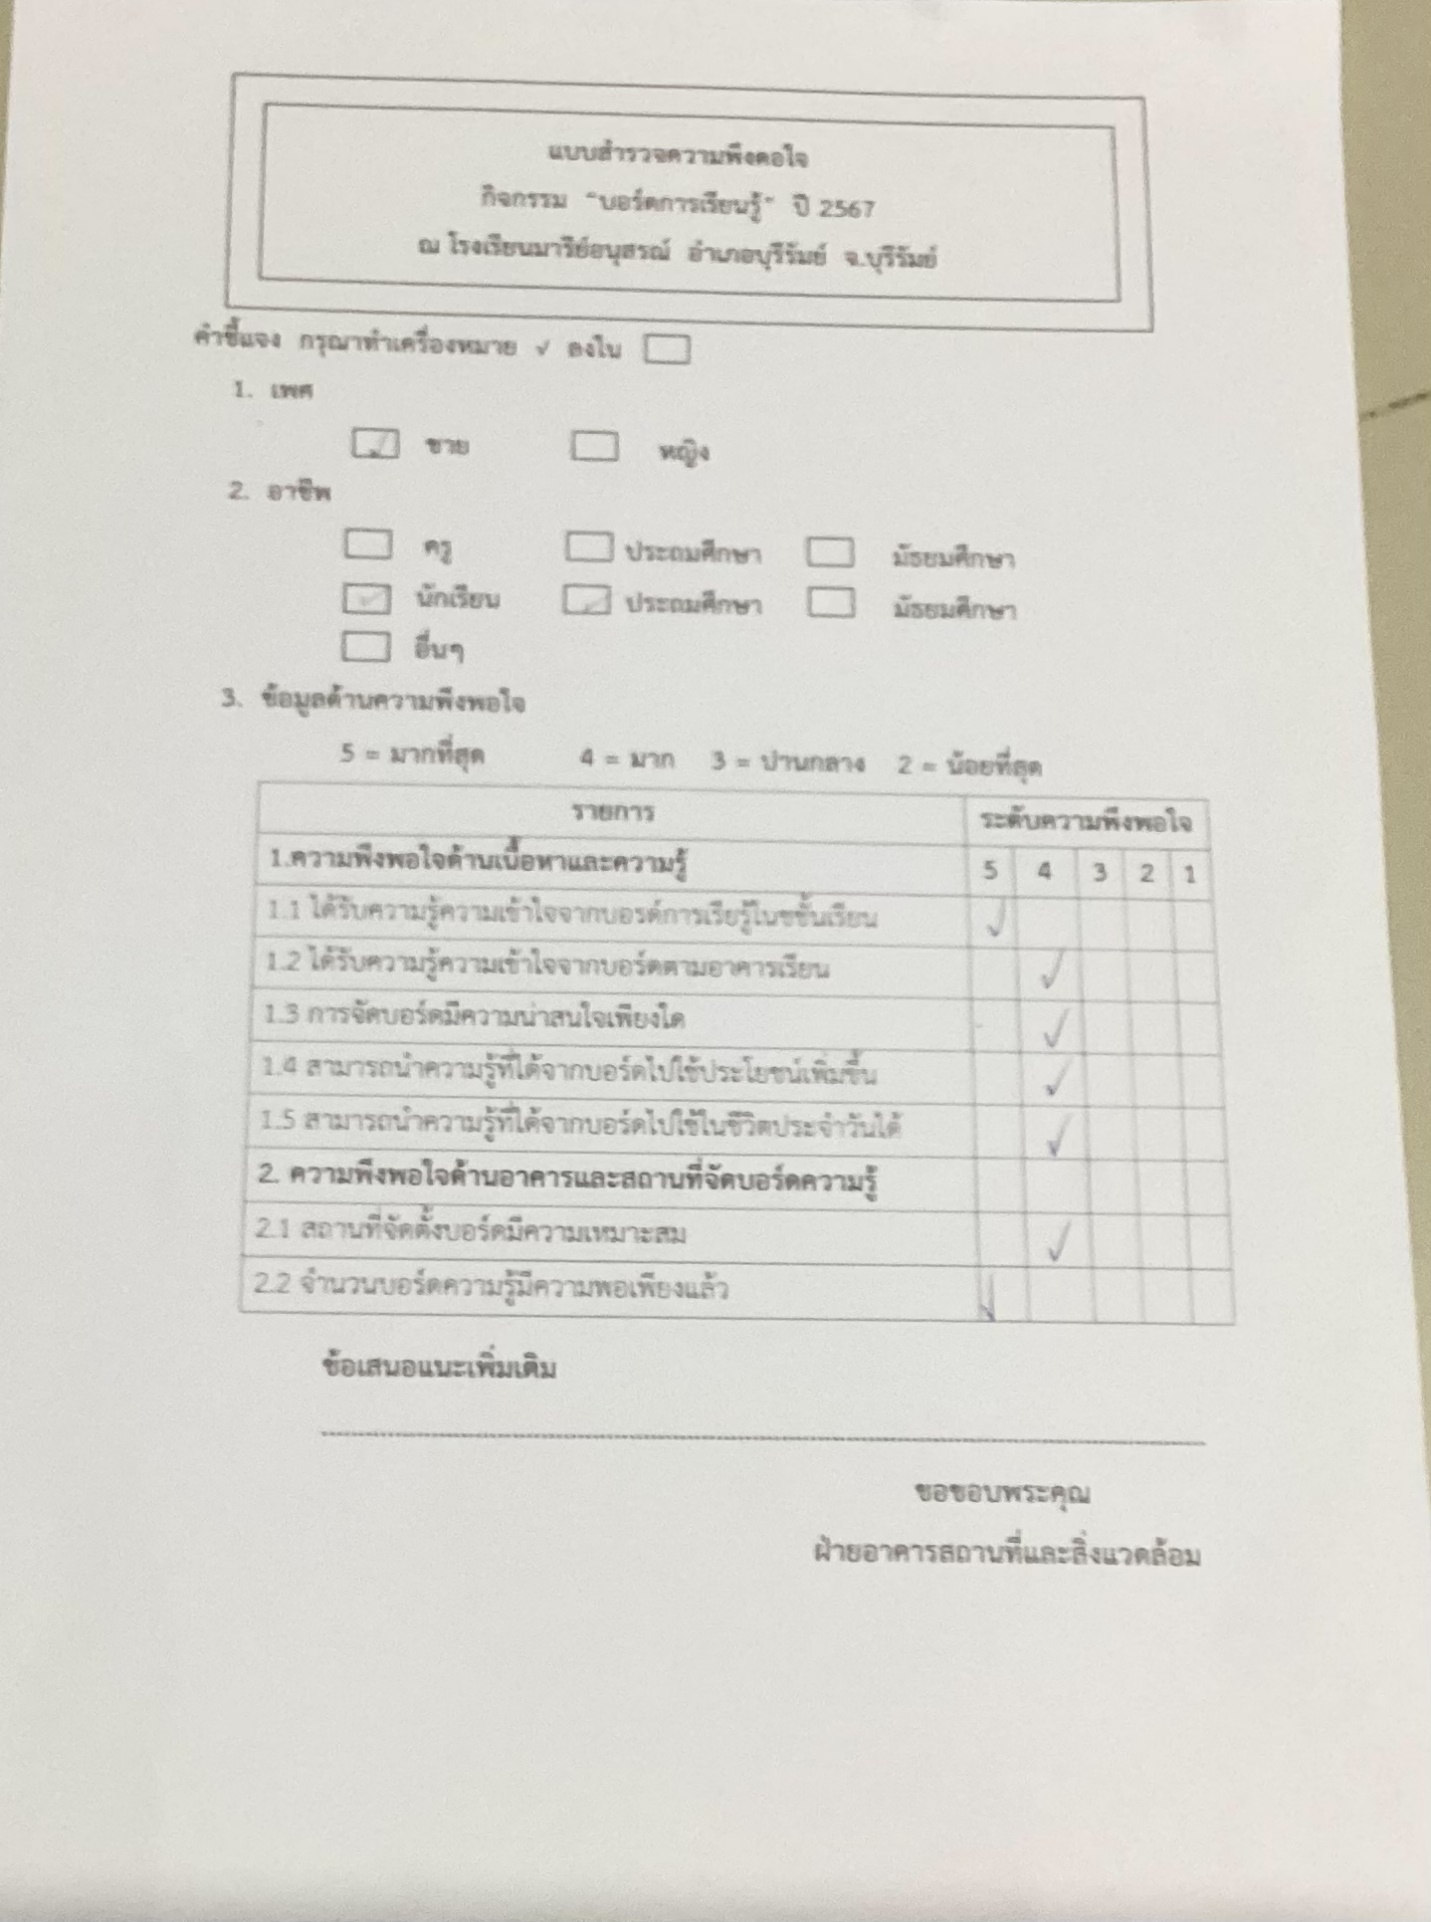 แบบสำรวจความพึงคอใจ
กิจกรรม "บอร์ดการเรียนรู้" ปี 2567
ณ โรงเรียนมารีย์อนุสรณ์ อำเภอบุรีรัมย์ จ.บุรีรัมย์
คำชี้แจง กรุณาทำเครื่องหมาย ✓ ลงใน
1. เพศ
✓ ชาย หญิง
2. อาชีพ
ครู ประถมศึกษา มัธยมศึกษา
✓ นักเรียน ✓ ประถมศึกษา มัธยมศึกษา
อื่นๆ
3. ข้อมูลด้านความพึงพอใจ
5 = มากที่สุด 4 = มาก 3 = ปานกลาง 2 = น้อยที่สุด
รายการ ระดับความพึงพอใจ
1.ความพึงพอใจด้านเนื้อหาและความรู้ 5 4 3 2 1
1.1 ได้รับความรู้ความเข้าใจจากบอรด์การเรียรู้ในชชั้นเรียน ✓
1.2 ได้รับความรู้ความเข้าใจจากบอร์ดตามอาคารเรียน ✓
1.3 การจัดบอร์ดมีความน่าสนใจเพียงใด ✓
1.4 สามารถนำความรู้ที่ได้จากบอร์ดไปใช้ประโยชน์เพิ่มขึ้น ✓
1.5 สามารถนำความรู้ที่ได้จากบอร์ดไปใช้ในชีวิตประจำวันได้ ✓
2. ความพึงพอใจด้านอาคารและสถานที่จัดบอร์ดความรู้
2.1 สถานที่จัดตั้งบอร์ดมีความเหมาะสม ✓
2.2 จำนวนบอร์ดความรู้มีความพอเพียงแล้ว ✓
ข้อเสนอแนะเพิ่มเติม
ขอขอบพระคุณ
ฝ่ายอาคารสถานที่และสิ่งแวดล้อม